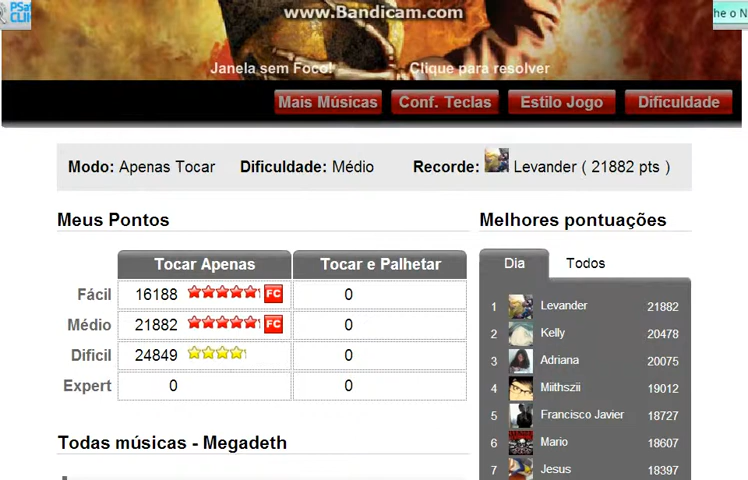 www.Bandicam.com
he o N
Janela sem Foco! Clique para resolver
Mais Músicas Conf. Teclas Estilo Jogo Dificuldade
Modo: Apenas Tocar Dificuldade: Médio Recorde: Levander ( 21882 pts )
Meus Pontos
Tocar Apenas Tocar e Palhetar
Fácil 16188 FC 0
Médio 21882 FC 0
Dificil 24849 0
Expert 0 0
Todas músicas - Megadeth
Melhores pontuações
Dia Todos
1 Levander 21882
2 Kelly 20478
3 Adriana 20075
4 Miithszii 19012
5 Francisco Javier 18727
6 Mario 18607
7 Jesus 18397